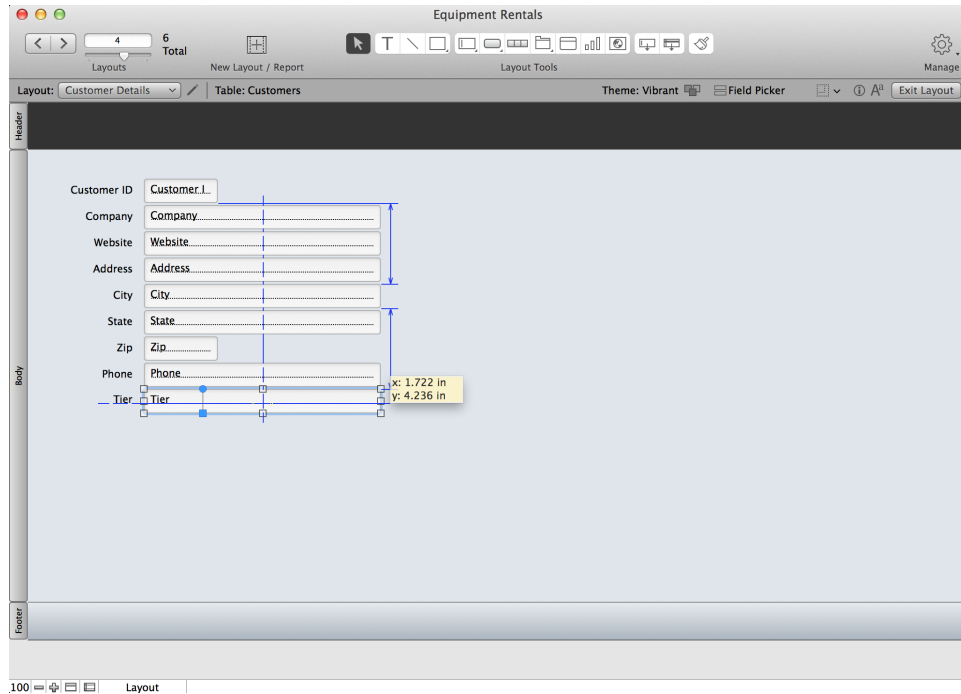 Equipment Rentals
4
6
Total
Layouts
New Layout / Report
Layout Tools
Manage
Layout: Customer Details
Table: Customers
Theme: Vibrant
Field Picker
Exit Layout
Header
Body
Customer ID Customer I
Company Company
Website Website
Address Address
City City
State State
Zip Zip
Phone Phone
Tier Tier
x: 1.722 in
y: 4.236 in
Footer
100
Layout